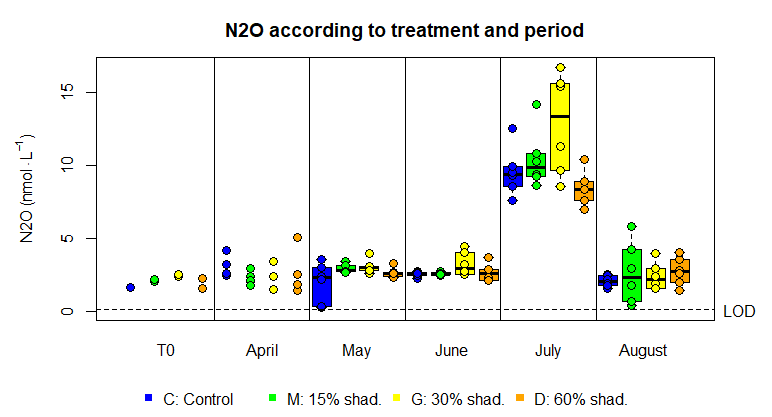 N2O according to treatment and period
N2O (nmol · L⁻¹)
15
10
5
0
LOD
T0 April May June July August
C: Control M: 15% shad. G: 30% shad. D: 60% shad.